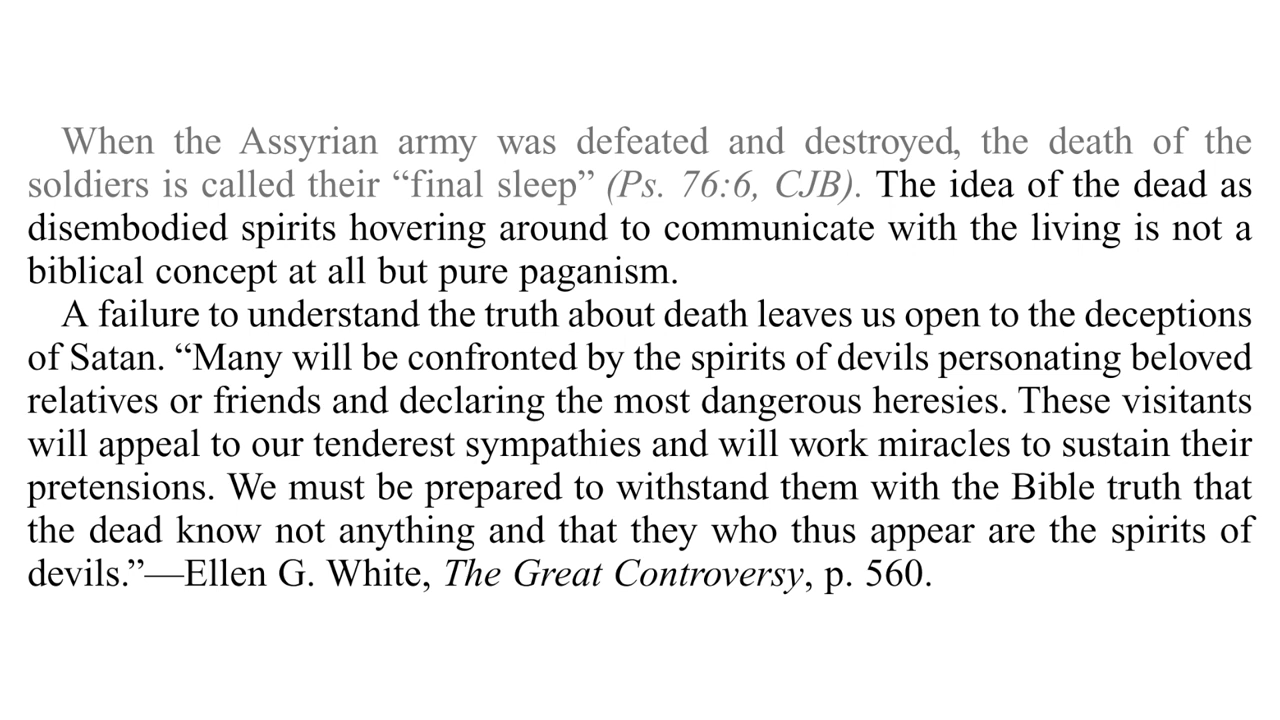 When the Assyrian army was defeated and destroyed, the death of the
soldiers is called their “final sleep” (Ps. 76:6, CJB). The idea of the dead as
disembodied spirits hovering around to communicate with the living is not a
biblical concept at all but pure paganism.
A failure to understand the truth about death leaves us open to the deceptions
of Satan. “Many will be confronted by the spirits of devils personating beloved
relatives or friends and declaring the most dangerous heresies. These visitants
will appeal to our tenderest sympathies and will work miracles to sustain their
pretensions. We must be prepared to withstand them with the Bible truth that
the dead know not anything and that they who thus appear are the spirits of
devils.”—Ellen G. White, The Great Controversy, p. 560.